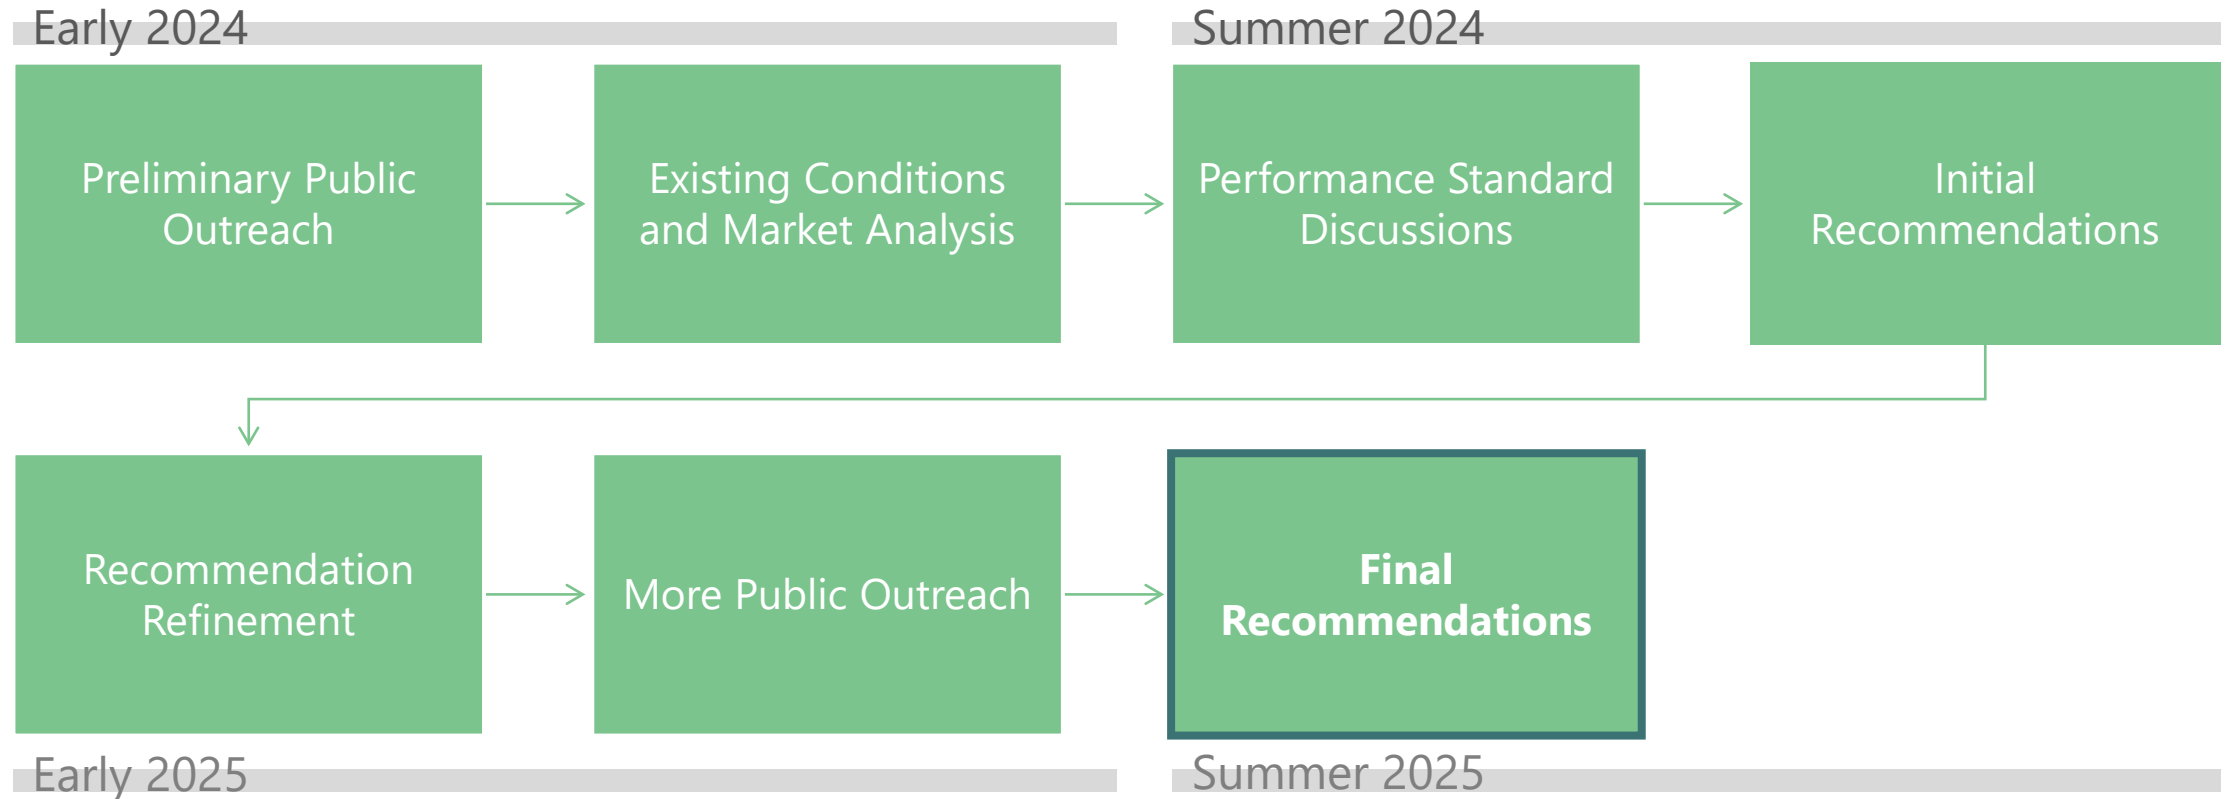 Early 2024
Summer 2024
Preliminary Public
Outreach
Existing Conditions
and Market Analysis
Performance Standard
Discussions
Initial
Recommendations
Recommendation
Refinement
More Public Outreach
Final
Recommendations
Early 2025
Summer 2025